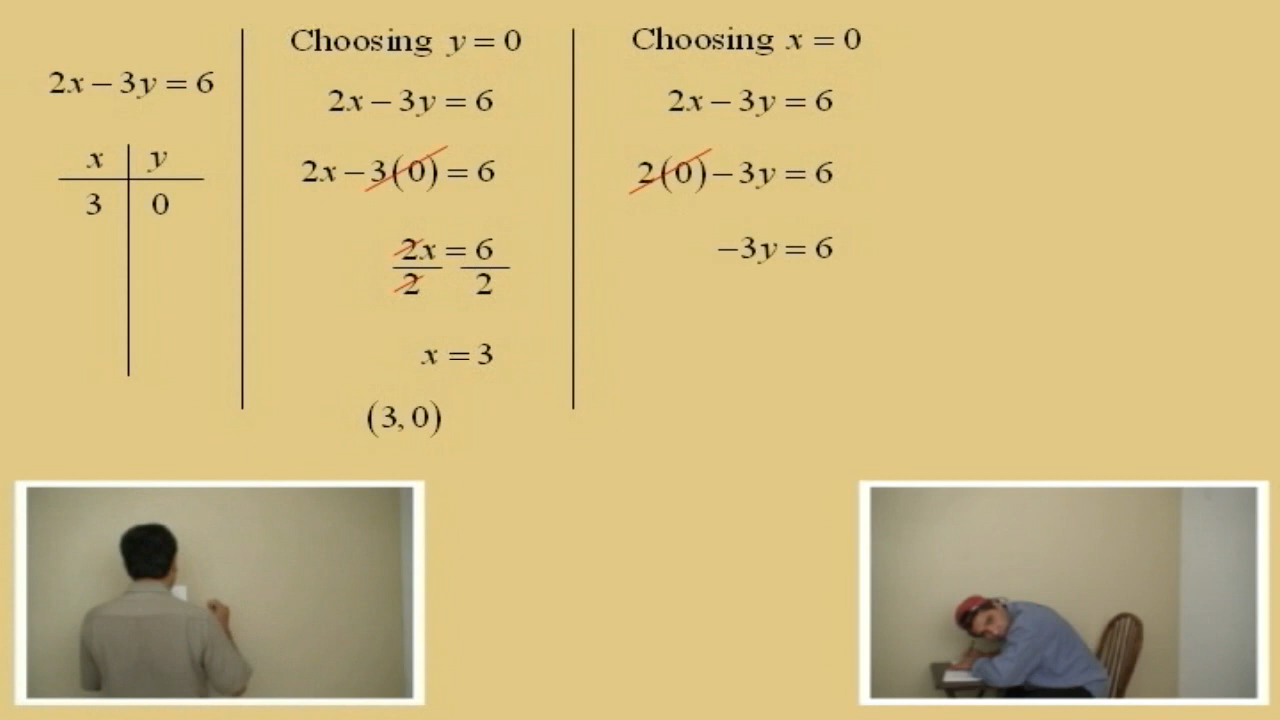 2x − 3y = 6
x y
3 0
Choosing y = 0
2x − 3y = 6
2x − 3(0) = 6
2x = 6
2 2
x = 3
(3, 0)
Choosing x = 0
2x − 3y = 6
2(0) − 3y = 6
−3y = 6